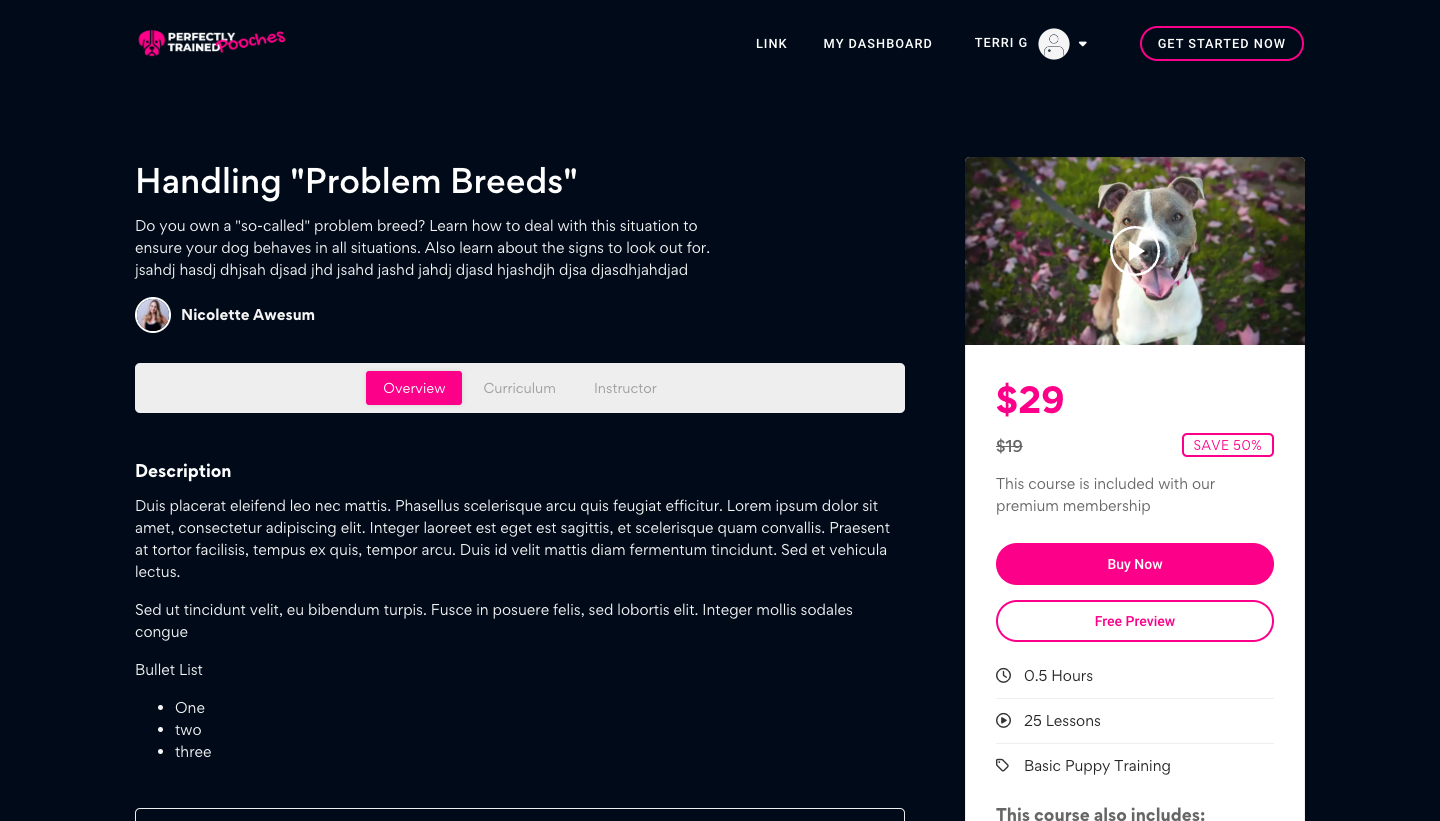 PERFECTLY
TRAINED Pooches
LINK
MY DASHBOARD
TERRI G
GET STARTED NOW
Handling "Problem Breeds"
Do you own a "so-called" problem breed? Learn how to deal with this situation to
ensure your dog behaves in all situations. Also learn about the signs to look out for.
jsahdj hasdj dhjsah djsad jhd jsahd jashd jahdj djasd hjashdjh djsa djasdhjahdjad
Nicolette Awesum
Overview
Curriculum
Instructor
Description
Duis placerat eleifend leo nec mattis. Phasellus scelerisque arcu quis feugiat efficitur. Lorem ipsum dolor sit
amet, consectetur adipiscing elit. Integer laoreet est eget est sagittis, et scelerisque quam convallis. Praesent
at tortor facilisis, tempus ex quis, tempor arcu. Duis id velit mattis diam fermentum tincidunt. Sed et vehicula
lectus.
Sed ut tincidunt velit, eu bibendum turpis. Fusce in posuere felis, sed lobortis elit. Integer mollis sodales
congue
Bullet List
• One
• two
• three
$29
$19
SAVE 50%
This course is included with our
premium membership
Buy Now
Free Preview
0.5 Hours
25 Lessons
Basic Puppy Training
This course also includes: